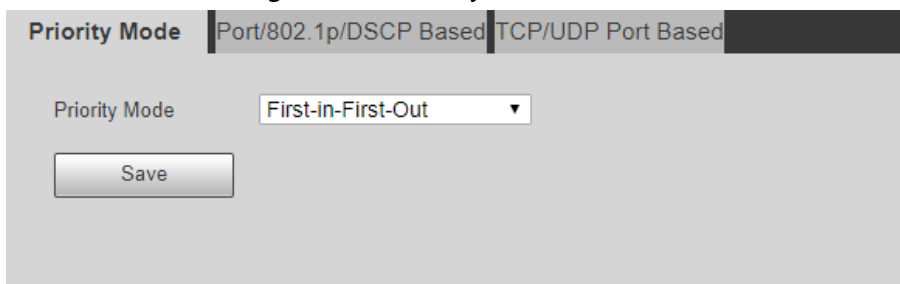 Priority Mode Port/802.1p/DSCP Based TCP/UDP Port Based
Priority Mode First-in-First-Out
Save